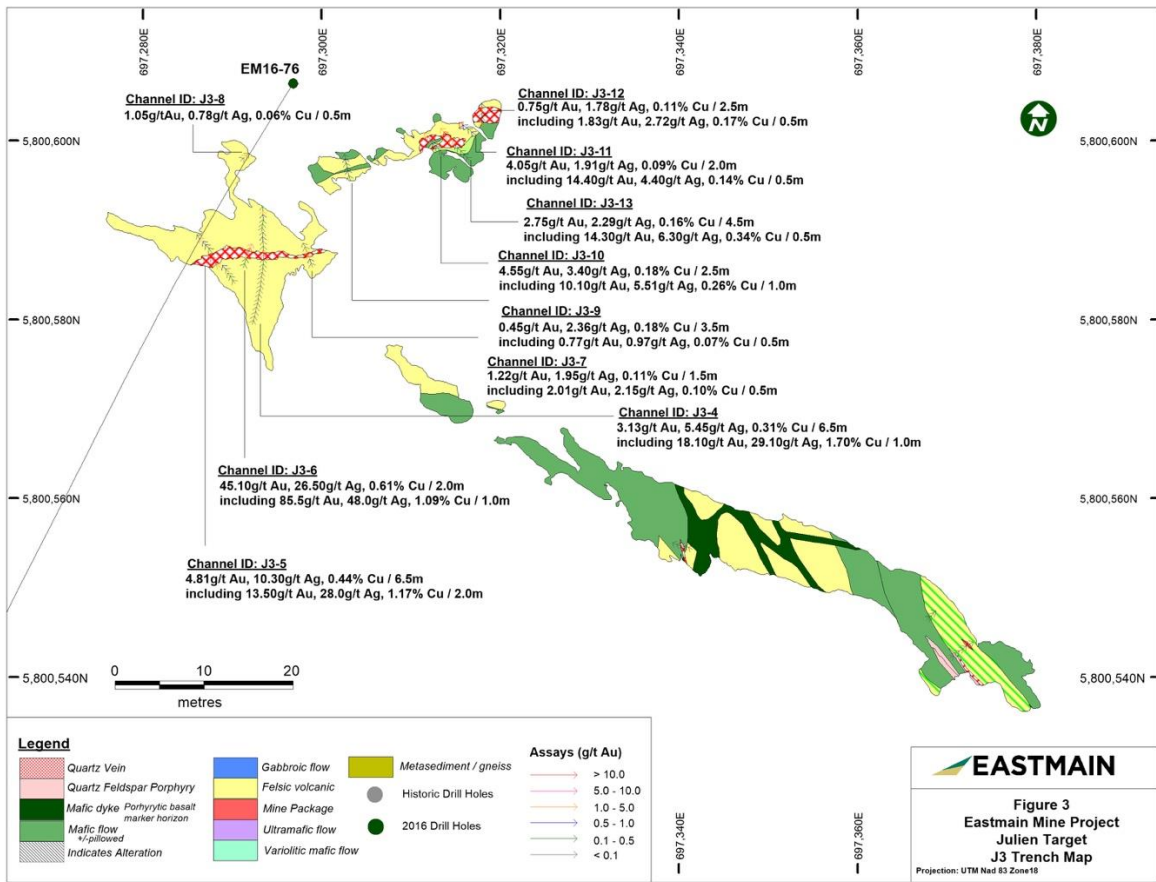 697,280E
697,300E
697,320E
697,340E
697,360E
697,380E
EM16-76
N
5,800,600N
5,800,600N
5,800,580N
5,800,580N
5,800,560N
5,800,560N
5,800,540N
5,800,540N
Channel ID: J3-8
1.05g/tAu, 0.78g/t Ag, 0.06% Cu / 0.5m
Channel ID: J3-12
0.75g/t Au, 1.78g/t Ag, 0.11% Cu / 2.5m
including 1.83g/t Au, 2.72g/t Ag, 0.17% Cu / 0.5m
Channel ID: J3-11
4.05g/t Au, 1.91g/t Ag, 0.09% Cu / 2.0m
including 14.40g/t Au, 4.40g/t Ag, 0.14% Cu / 0.5m
Channel ID: J3-13
2.75g/t Au, 2.29g/t Ag, 0.16% Cu / 4.5m
including 14.30g/t Au, 6.30g/t Ag, 0.34% Cu / 0.5m
Channel ID: J3-10
4.55g/t Au, 3.40g/t Ag, 0.18% Cu / 2.5m
including 10.10g/t Au, 5.51g/t Ag, 0.26% Cu / 1.0m
Channel ID: J3-9
0.45g/t Au, 2.36g/t Ag, 0.18% Cu / 3.5m
including 0.77g/t Au, 0.97g/t Ag, 0.07% Cu / 0.5m
Channel ID: J3-7
1.22g/t Au, 1.95g/t Ag, 0.11% Cu / 1.5m
including 2.01g/t Au, 2.15g/t Ag, 0.10% Cu / 0.5m
Channel ID: J3-4
3.13g/t Au, 5.45g/t Ag, 0.31% Cu / 6.5m
including 18.10g/t Au, 29.10g/t Ag, 1.70% Cu / 1.0m
Channel ID: J3-6
45.10g/t Au, 26.50g/t Ag, 0.61% Cu / 2.0m
including 85.5g/t Au, 48.0g/t Ag, 1.09% Cu / 1.0m
Channel ID: J3-5
4.81g/t Au, 10.30g/t Ag, 0.44% Cu / 6.5m
including 13.50g/t Au, 28.0g/t Ag, 1.17% Cu / 2.0m
0 10 20
metres
Legend
Quartz Vein
Quartz Feldspar Porphyry
Mafic dyke Porhyrytic basalt
marker horizon
Mafic flow
+/-pillowed
Indicates Alteration
Gabbroic flow
Felsic volcanic
Mine Package
Ultramafic flow
Variolitic mafic flow
Metasediment / gneiss
Historic Drill Holes
2016 Drill Holes
Assays (g/t Au)
> 10.0
5.0 - 10.0
1.0 - 5.0
0.5 - 1.0
0.1 - 0.5
< 0.1
697,340E
697,360E
EASTMAIN
Figure 3
Eastmain Mine Project
Julien Target
J3 Trench Map
Projection: UTM Nad 83 Zone18